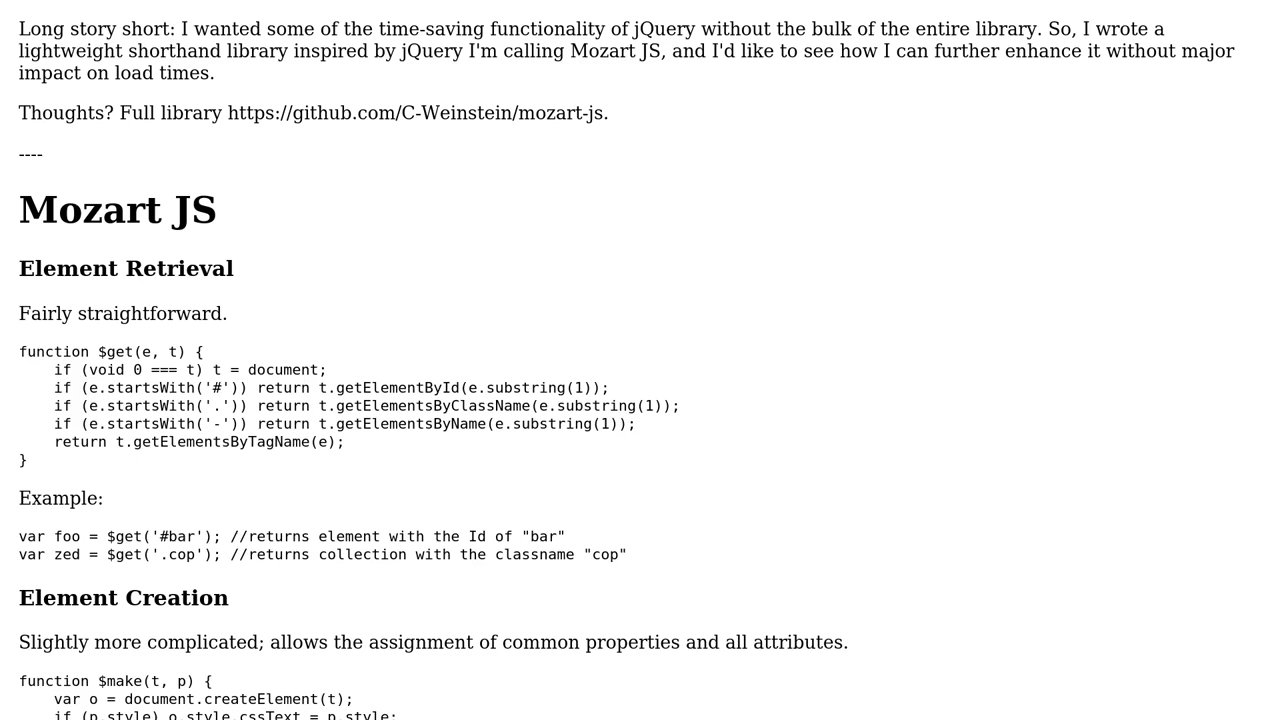 Long story short: I wanted some of the time-saving functionality of jQuery without the bulk of the entire library. So, I wrote a
lightweight shorthand library inspired by jQuery I'm calling Mozart JS, and I'd like to see how I can further enhance it without major
impact on load times.
Thoughts? Full library https://github.com/C-Weinstein/mozart-js.
----
Mozart JS
Element Retrieval
Fairly straightforward.
function $get(e, t) {
    if (void 0 === t) t = document;
    if (e.startsWith('#')) return t.getElementById(e.substring(1));
    if (e.startsWith('.')) return t.getElementsByClassName(e.substring(1));
    if (e.startsWith('-')) return t.getElementsByName(e.substring(1));
    return t.getElementsByTagName(e);
}
Example:
var foo = $get('#bar'); //returns element with the Id of "bar"
var zed = $get('.cop'); //returns collection with the classname "cop"
Element Creation
Slightly more complicated; allows the assignment of common properties and all attributes.
function $make(t, p) {
    var o = document.createElement(t);
    if (p.style) o.style.cssText = p.style;